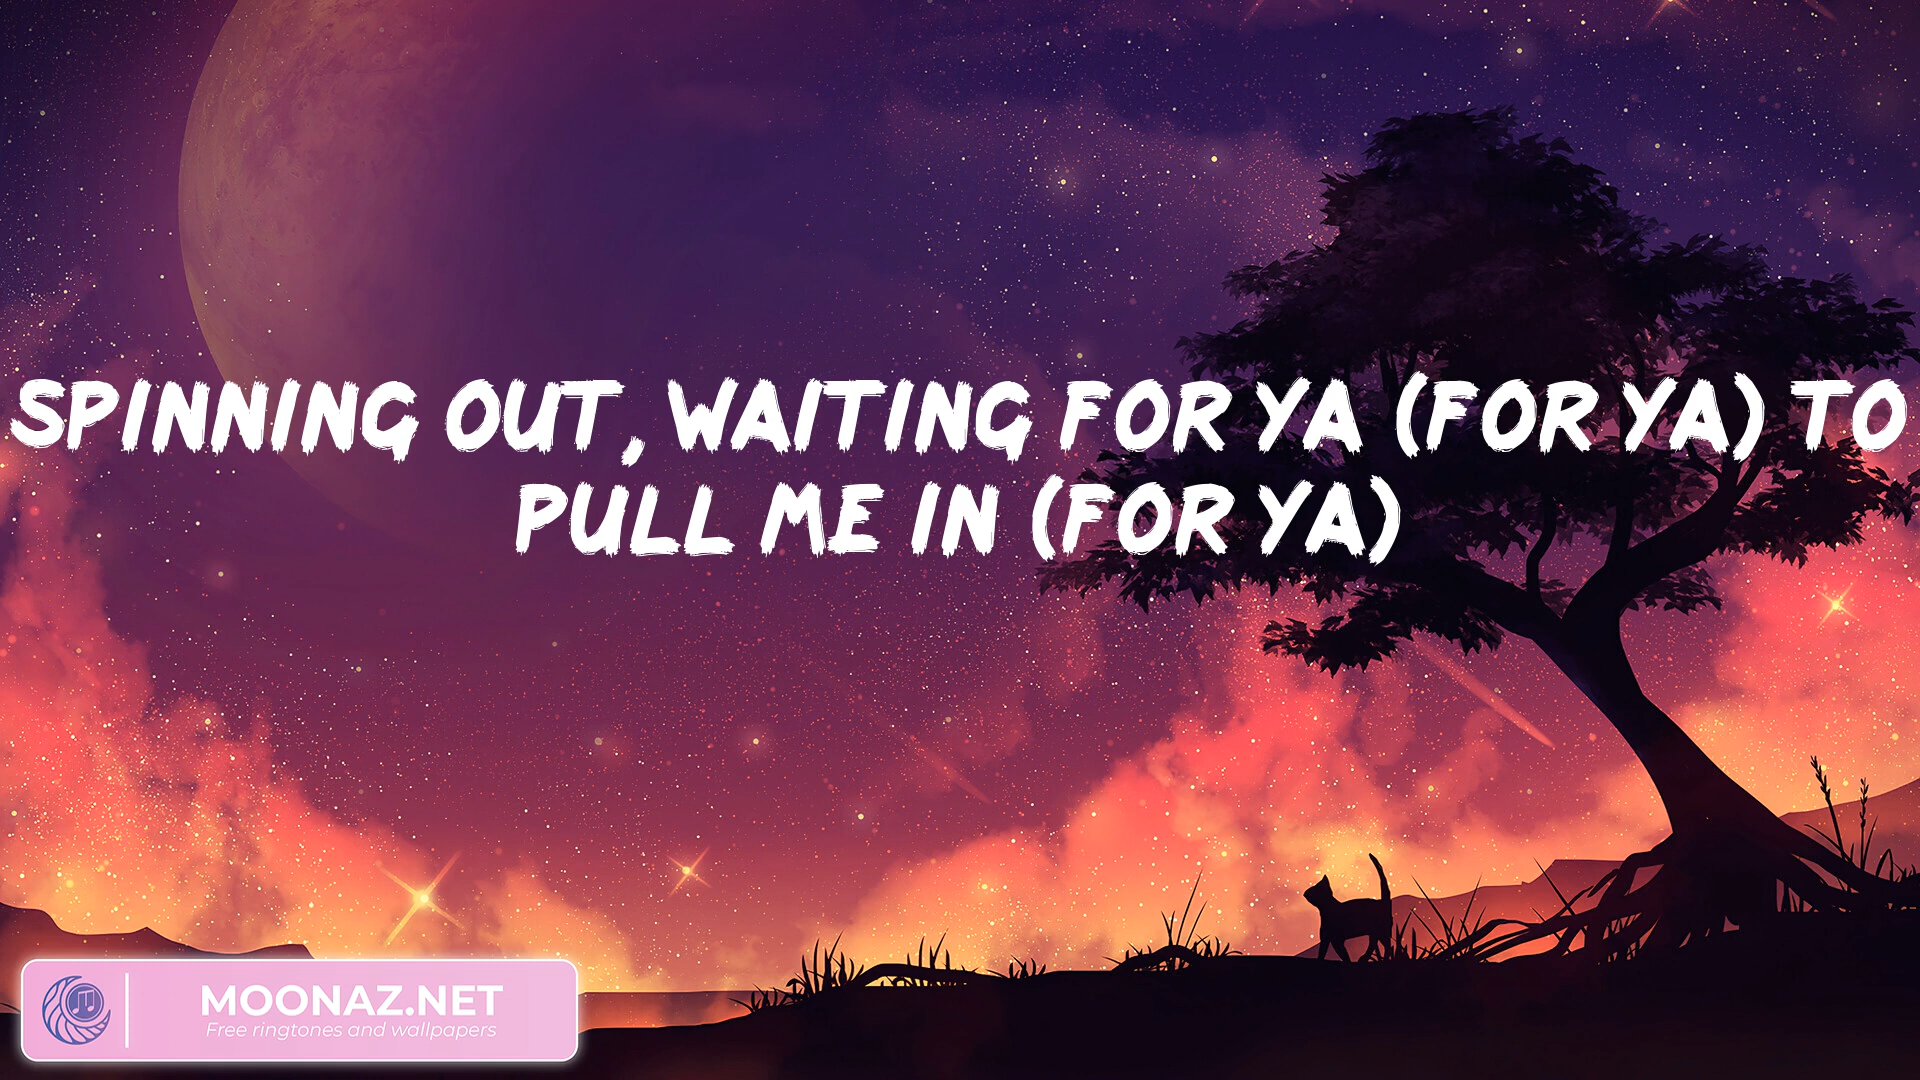 SPINNING OUT, WAITING FOR YA (FOR YA) TO
PULL ME IN (FOR YA)
MOONAZ.NET
Free ringtones and wallpapers